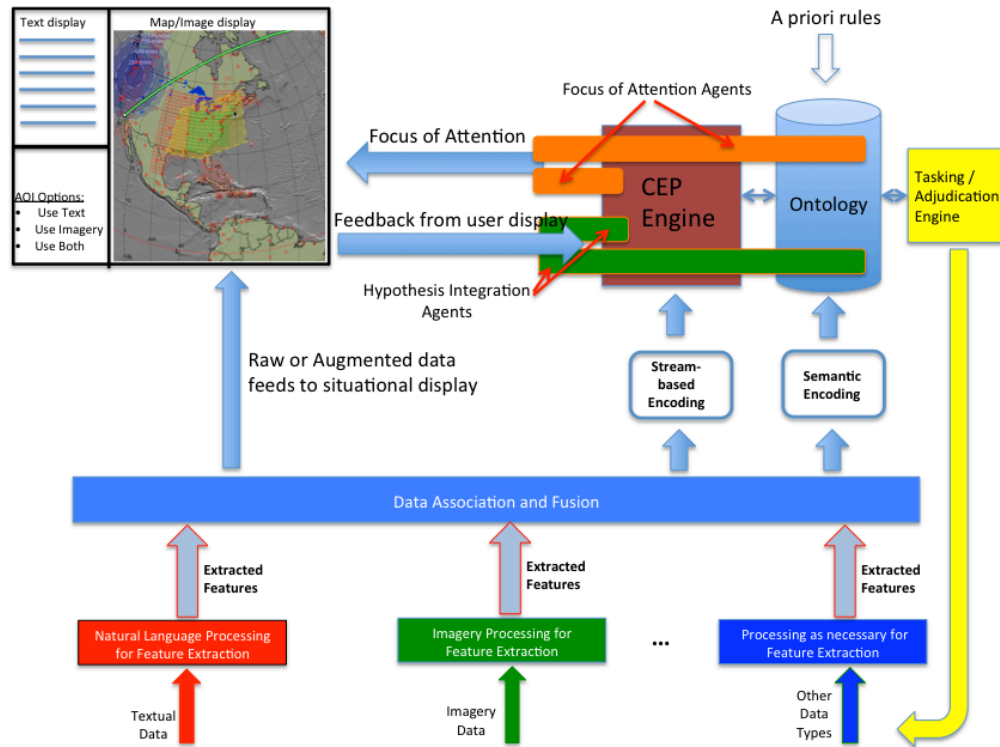 Text display
Map/Image display
A priori rules
Focus of Attention Agents
Focus of Attention
CEP
Engine
Ontology
Tasking /
Adjudication
Engine
AOI Options:
• Use Text
• Use Imagery
• Use Both
Feedback from user display
Hypothesis Integration
Agents
Raw or Augmented data
feeds to situational display
Stream-
based
Encoding
Semantic
Encoding
Data Association and Fusion
Extracted
Features
Extracted
Features
Extracted
Features
Natural Language Processing
for Feature Extraction
Imagery Processing for
Feature Extraction
...
Processing as necessary for
Feature Extraction
Textual
Data
Imagery
Data
Other
Data
Types